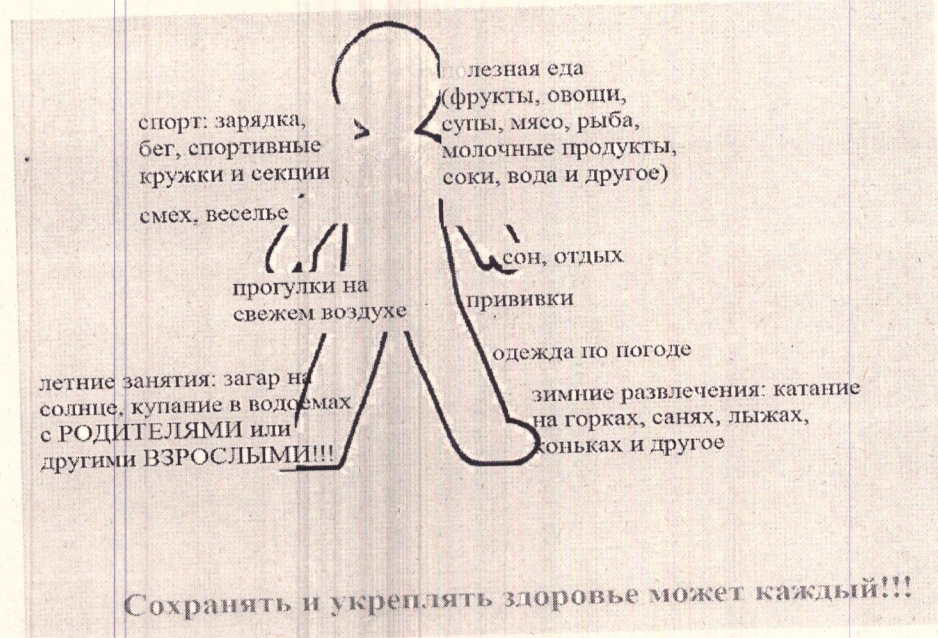 полезная еда
(фрукты, овощи,
супы, мясо, рыба,
молочные продукты,
соки, вода и другое)
спорт: зарядка,
бег, спортивные
кружки и секции
смех, веселье
сон, отдых
прогулки на
свежем воздухе
прививки
одежда по погоде
летние занятия: загар на
солнце, купание в водоемах
с РОДИТЕЛЯМИ или
другими ВЗРОСЛЫМИ!!!
зимние развлечения: катание
на горках, санях, лыжах,
коньках и другое
Сохранять и укреплять здоровье может каждый!!!